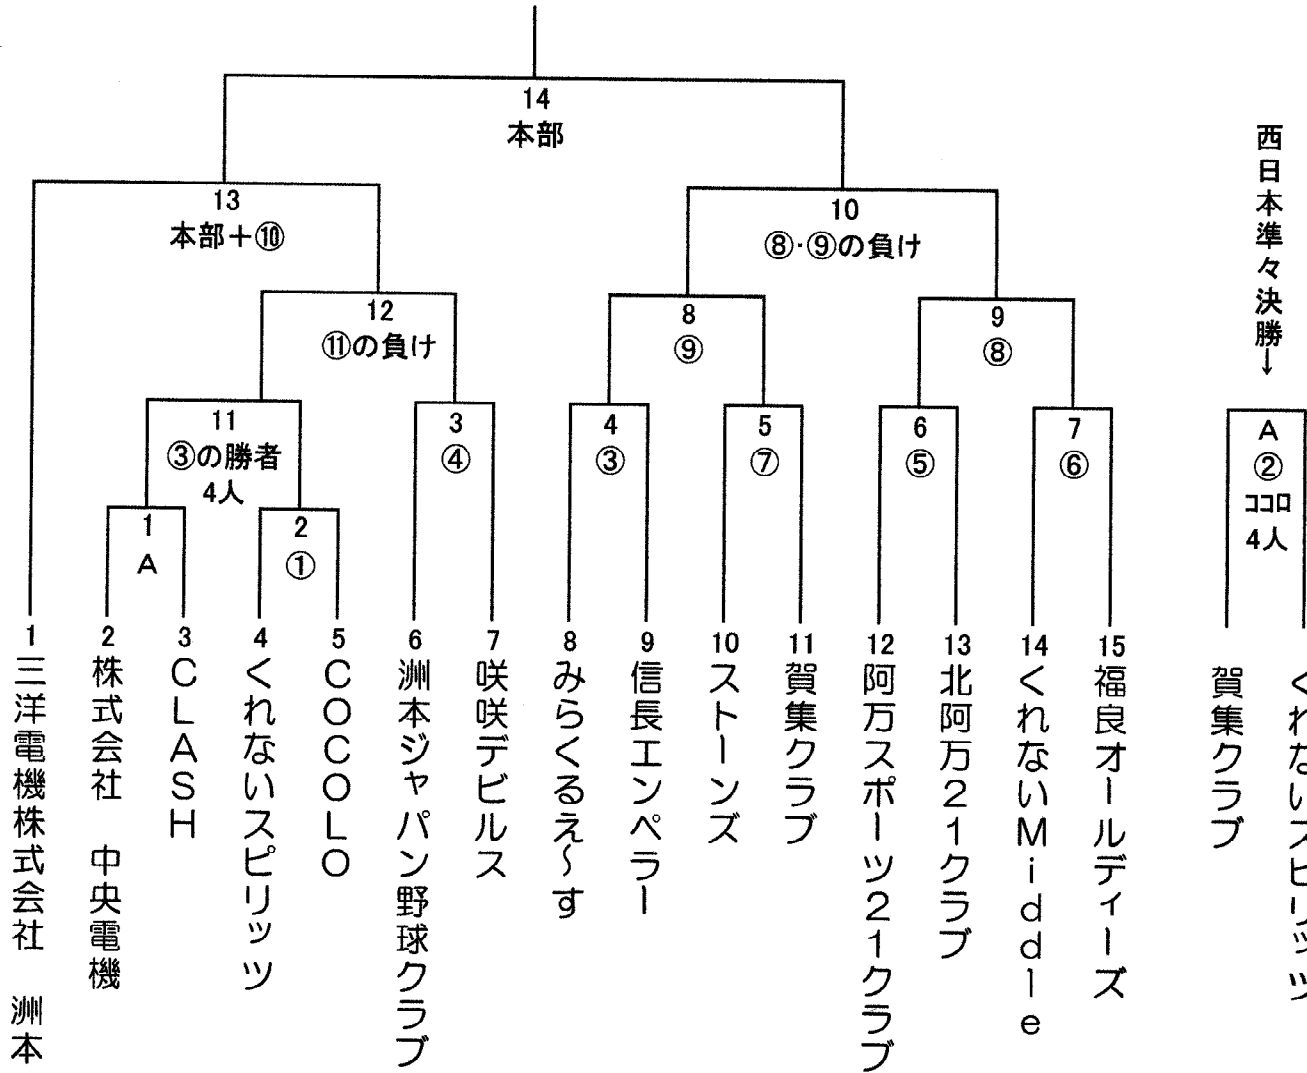 14
本部
13
本部＋⑩
10
⑧·⑨の負け
12
⑪の負け
8
⑨
9
⑧
11
③の勝者
4人
3
④
4
③
5
⑦
6
⑤
7
⑥
1
A
2
①
西日本準々決勝↓
A
②
ココロ
4人
1
三洋電機株式会社　洲本
2
株式会社　中央電機
3
CLASH
4
くれないスピリッツ
5
COCOLO
6
洲本ジャパン野球クラブ
7
咲咲デビルス
8
みらくるえ～す
9
信長エンペラー
10
ストーンズ
11
賀集クラブ
12
阿万スポーツ21クラブ
13
北阿万21クラブ
14
くれないMiddle
15
福良オールディーズ
賀集クラブ
くれないスピリッツ